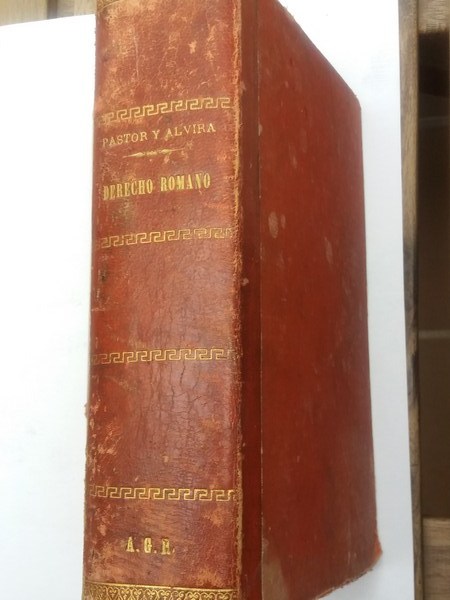 PASTOR Y ALVIRA
DERECHO ROMANO
A. G. H.